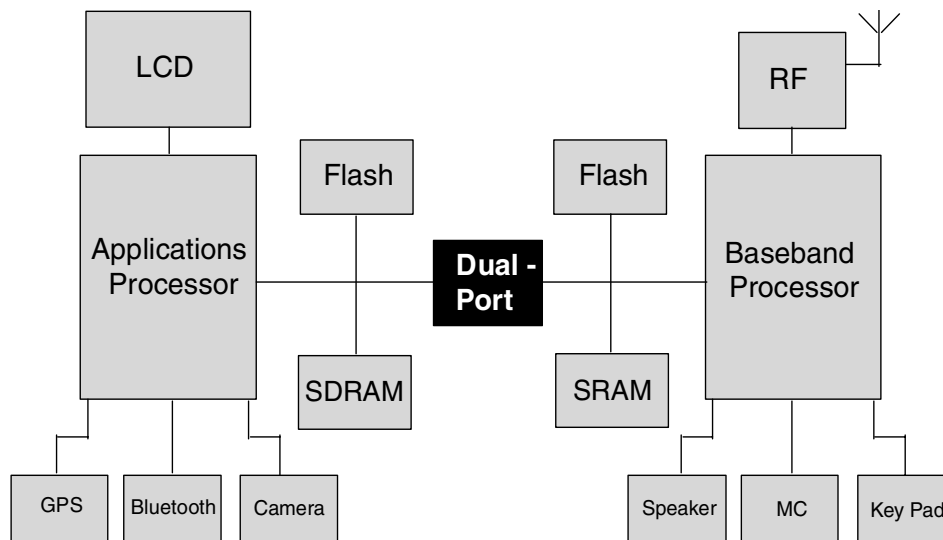 LCD
RF
Flash
Flash
Applications
Processor
Dual -
Port
Baseband
Processor
SDRAM
SRAM
GPS
Bluetooth
Camera
Speaker
MC
Key Pad